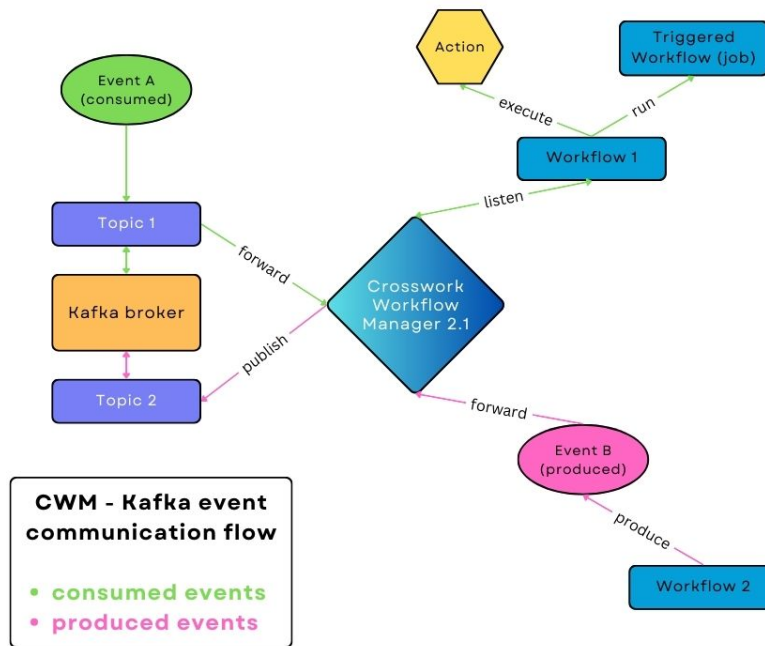 Action
Triggered
Workflow (job)
Event A
(consumed)
execute
run
Workflow 1
listen
Topic 1
forward
Crosswork
Workflow
Manager 2.1
Kafka broker
publish
Topic 2
forward
Event B
(produced)
produce
Workflow 2
CWM - Kafka event
communication flow
• consumed events
• produced events